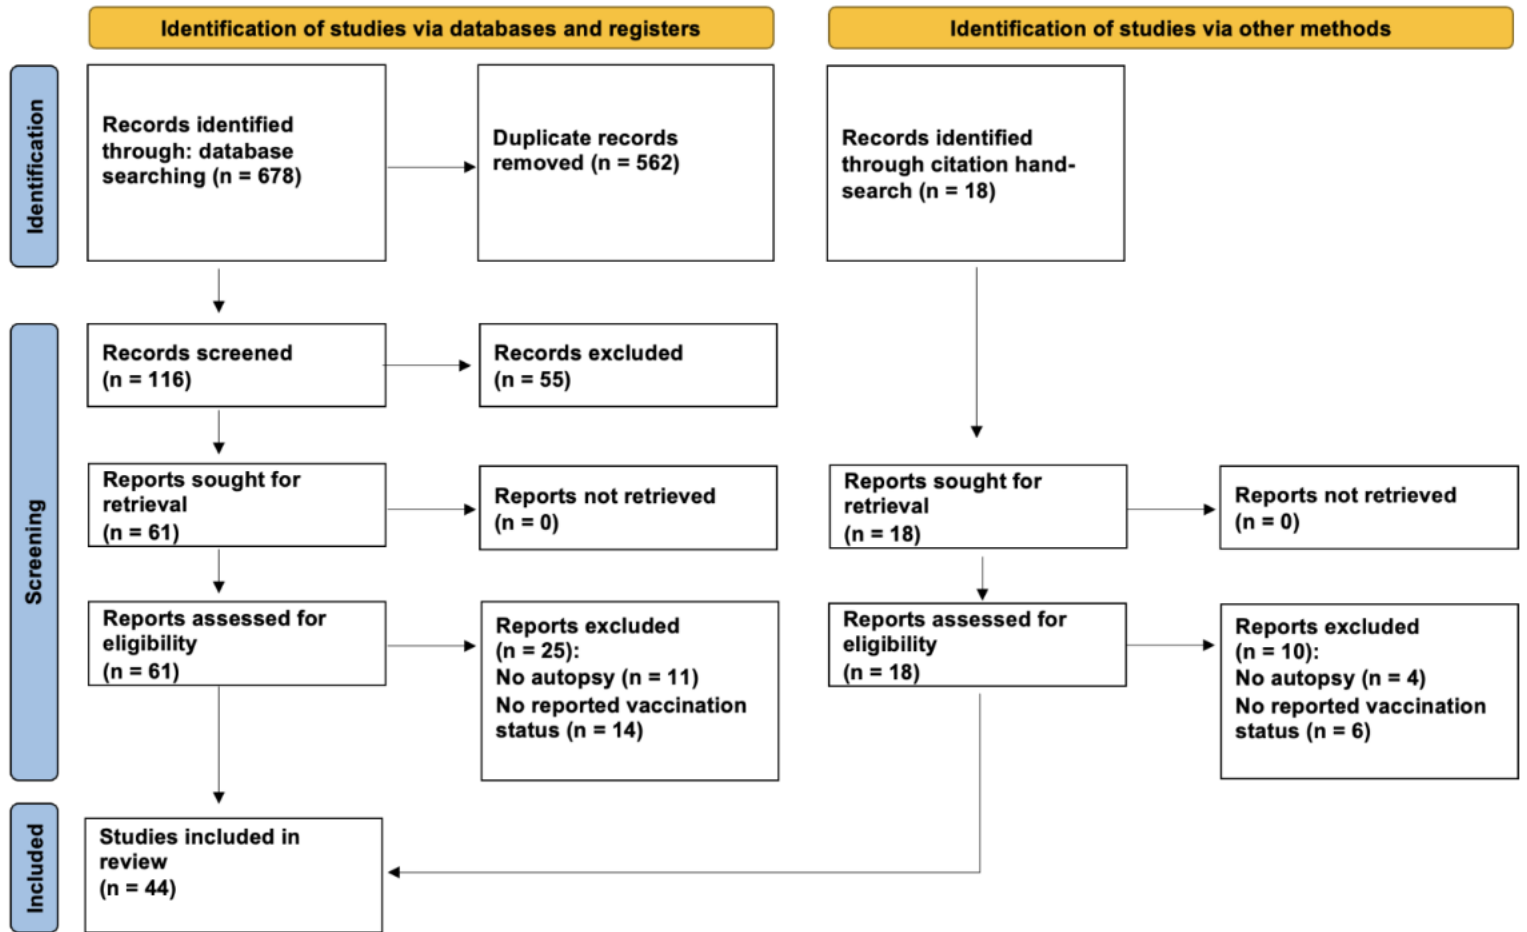 Identification of studies via databases and registers
Identification of studies via other methods
Identification
Records identified
through: database
searching (n = 678)
Duplicate records
removed (n = 562)
Records identified
through citation hand-
search (n = 18)
Screening
Records screened
(n = 116)
Records excluded
(n = 55)
Reports sought for
retrieval
(n = 61)
Reports not retrieved
(n = 0)
Reports sought for
retrieval
(n = 18)
Reports not retrieved
(n = 0)
Reports assessed for
eligibility
(n = 61)
Reports excluded
(n = 25):
No autopsy (n = 11)
No reported vaccination
status (n = 14)
Reports assessed for
eligibility
(n = 18)
Reports excluded
(n = 10):
No autopsy (n = 4)
No reported vaccination
status (n = 6)
Included
Studies included in
review
(n = 44)